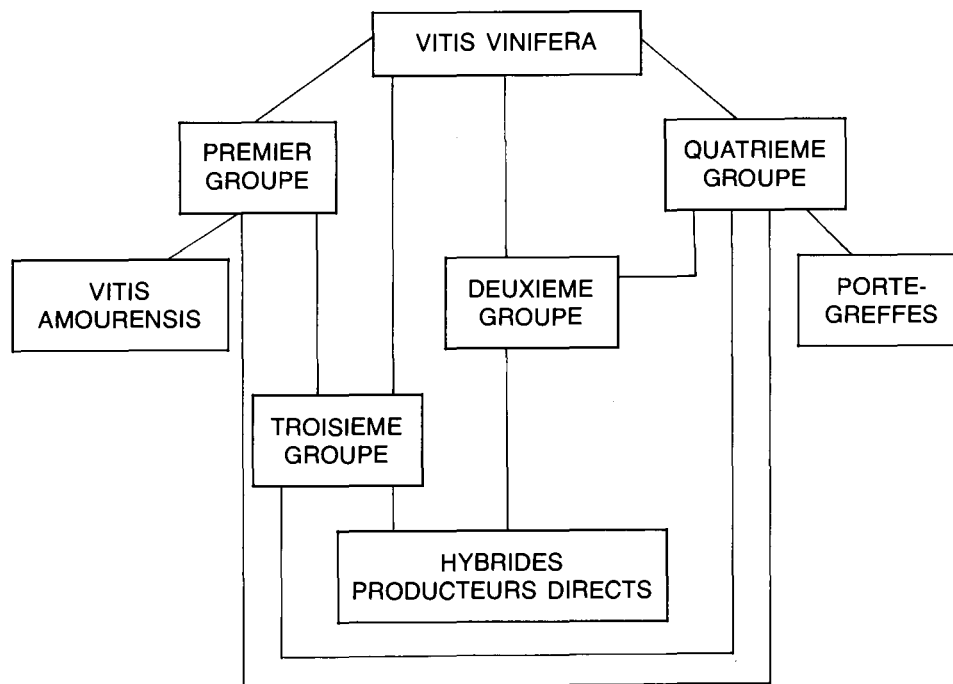 VITIS VINIFERA
PREMIER
GROUPE
QUATRIEME
GROUPE
VITIS
AMOURENSIS
DEUXIEME
GROUPE
PORTE-
GREFFES
TROISIEME
GROUPE
HYBRIDES
PRODUCTEURS DIRECTS